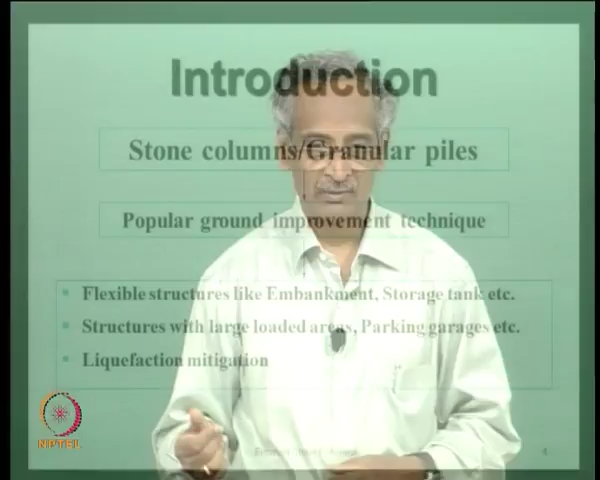 Introduction
Stone columns/Granular piles
Popular ground improvement technique
Flexible structures like Embankment, Storage tank etc.
Structures with large loaded areas, Parking garages etc.
Liquefaction mitigation
4
NPTEL